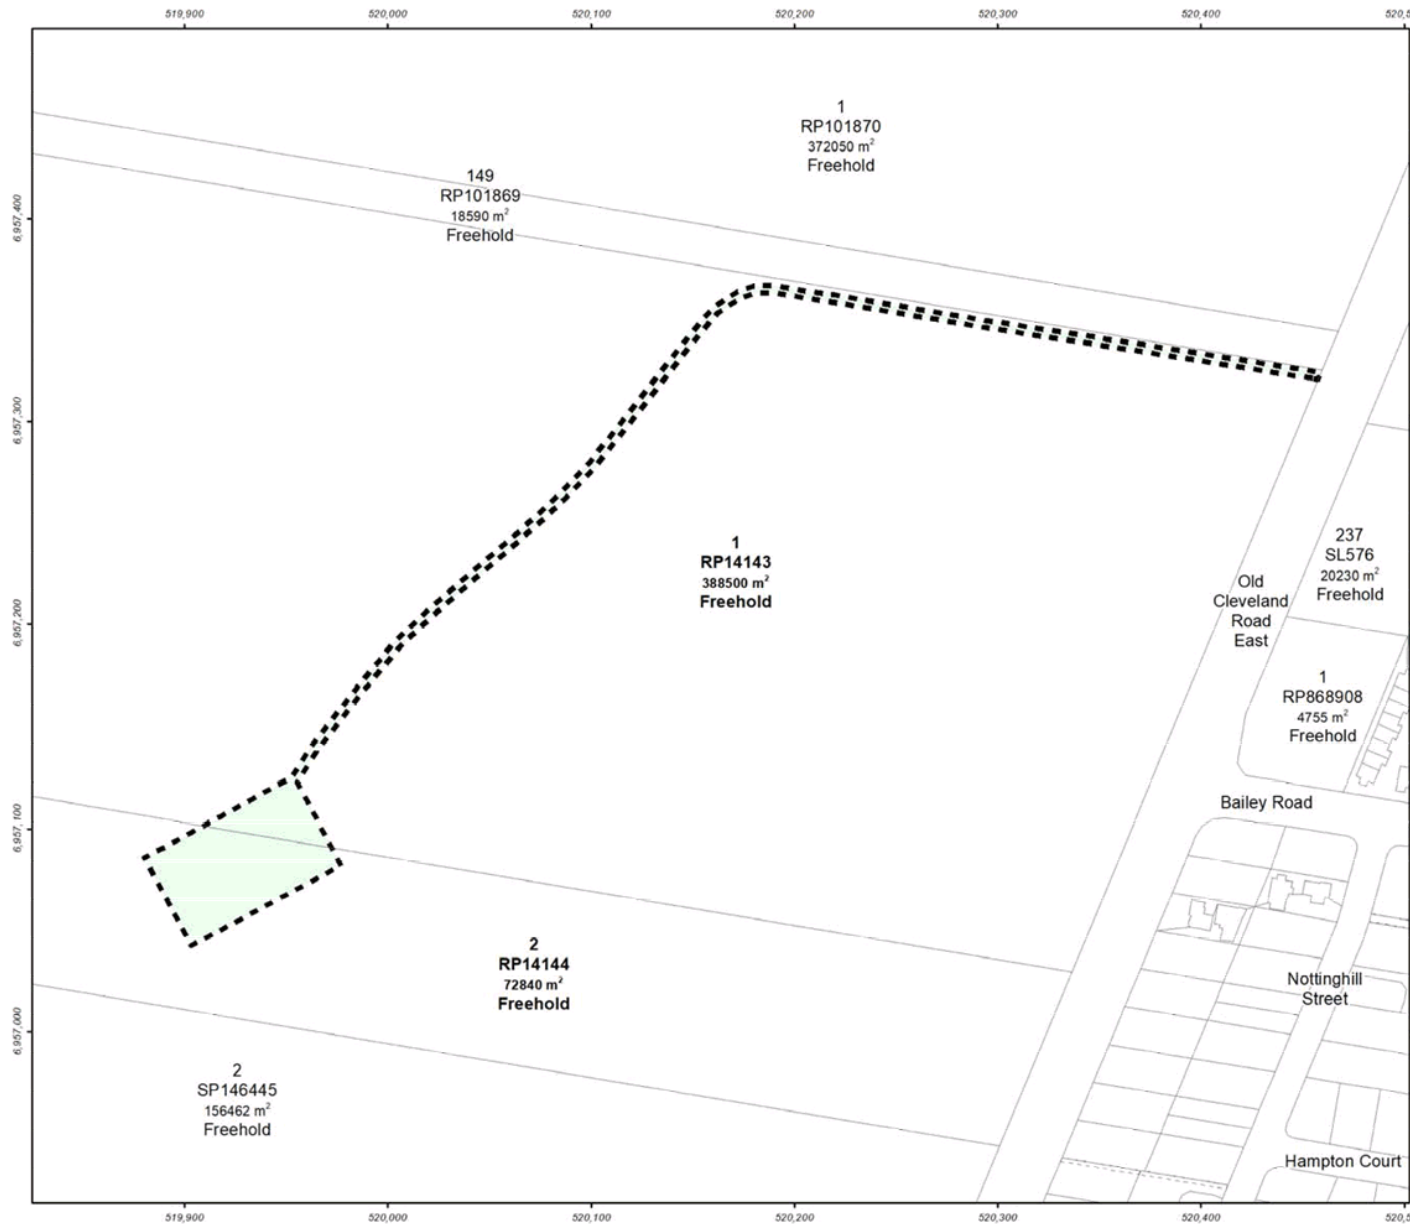 519,900
520,000
520,100
520,200
520,300
520,400
520,5
1
RP101870
372050 m²
Freehold
149
RP101869
18590 m²
Freehold
6,957,400
6,957,300
6,957,200
6,957,100
6,957,000
1
RP14143
388500 m²
Freehold
237
SL576
20230 m²
Freehold
Old
Cleveland
Road
East
1
RP868908
4755 m²
Freehold
Bailey Road
2
RP14144
72840 m²
Freehold
Nottinghill
Street
2
SP146445
156462 m²
Freehold
Hampton Court
519,900
520,000
520,100
520,200
520,300
520,400
520,5